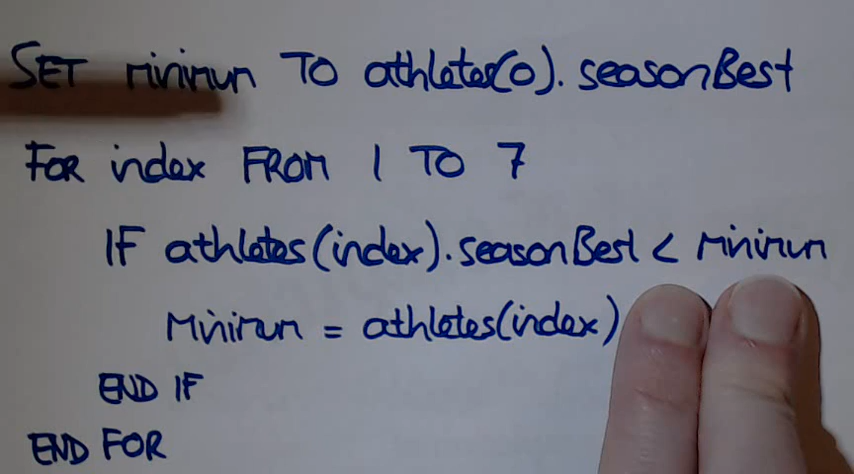 SET minimum TO athletes(0).seasonBest
FOR index FROM 1 TO 7
IF athletes(index).seasonBest < minimum
minimum = athletes(index)
END IF
END FOR